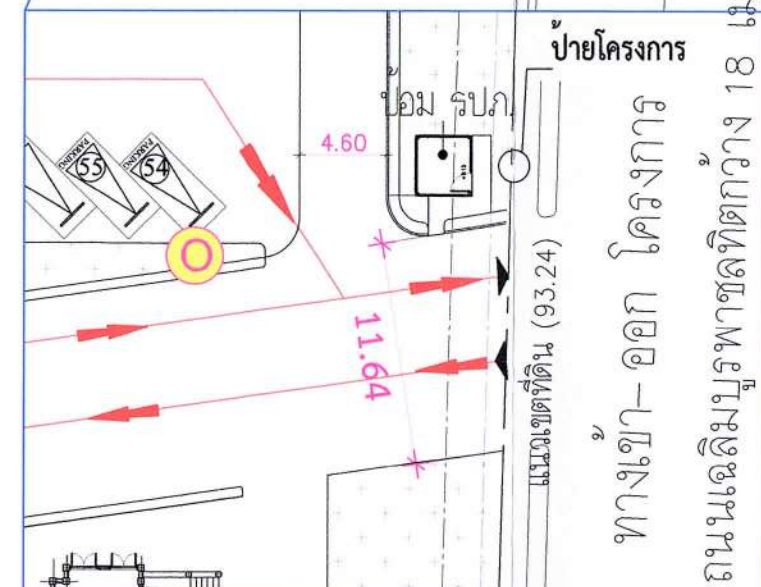 ป้ายโครงการ
ป้อม รปภ.
4.60
PARKING
55
PARKING
54
O
11.64
แนวเขตที่ดิน (93.24)
ทางเข้า-ออก โครงการ
ถนนเฉลิมบูรพาชลทิตกว้าง 18